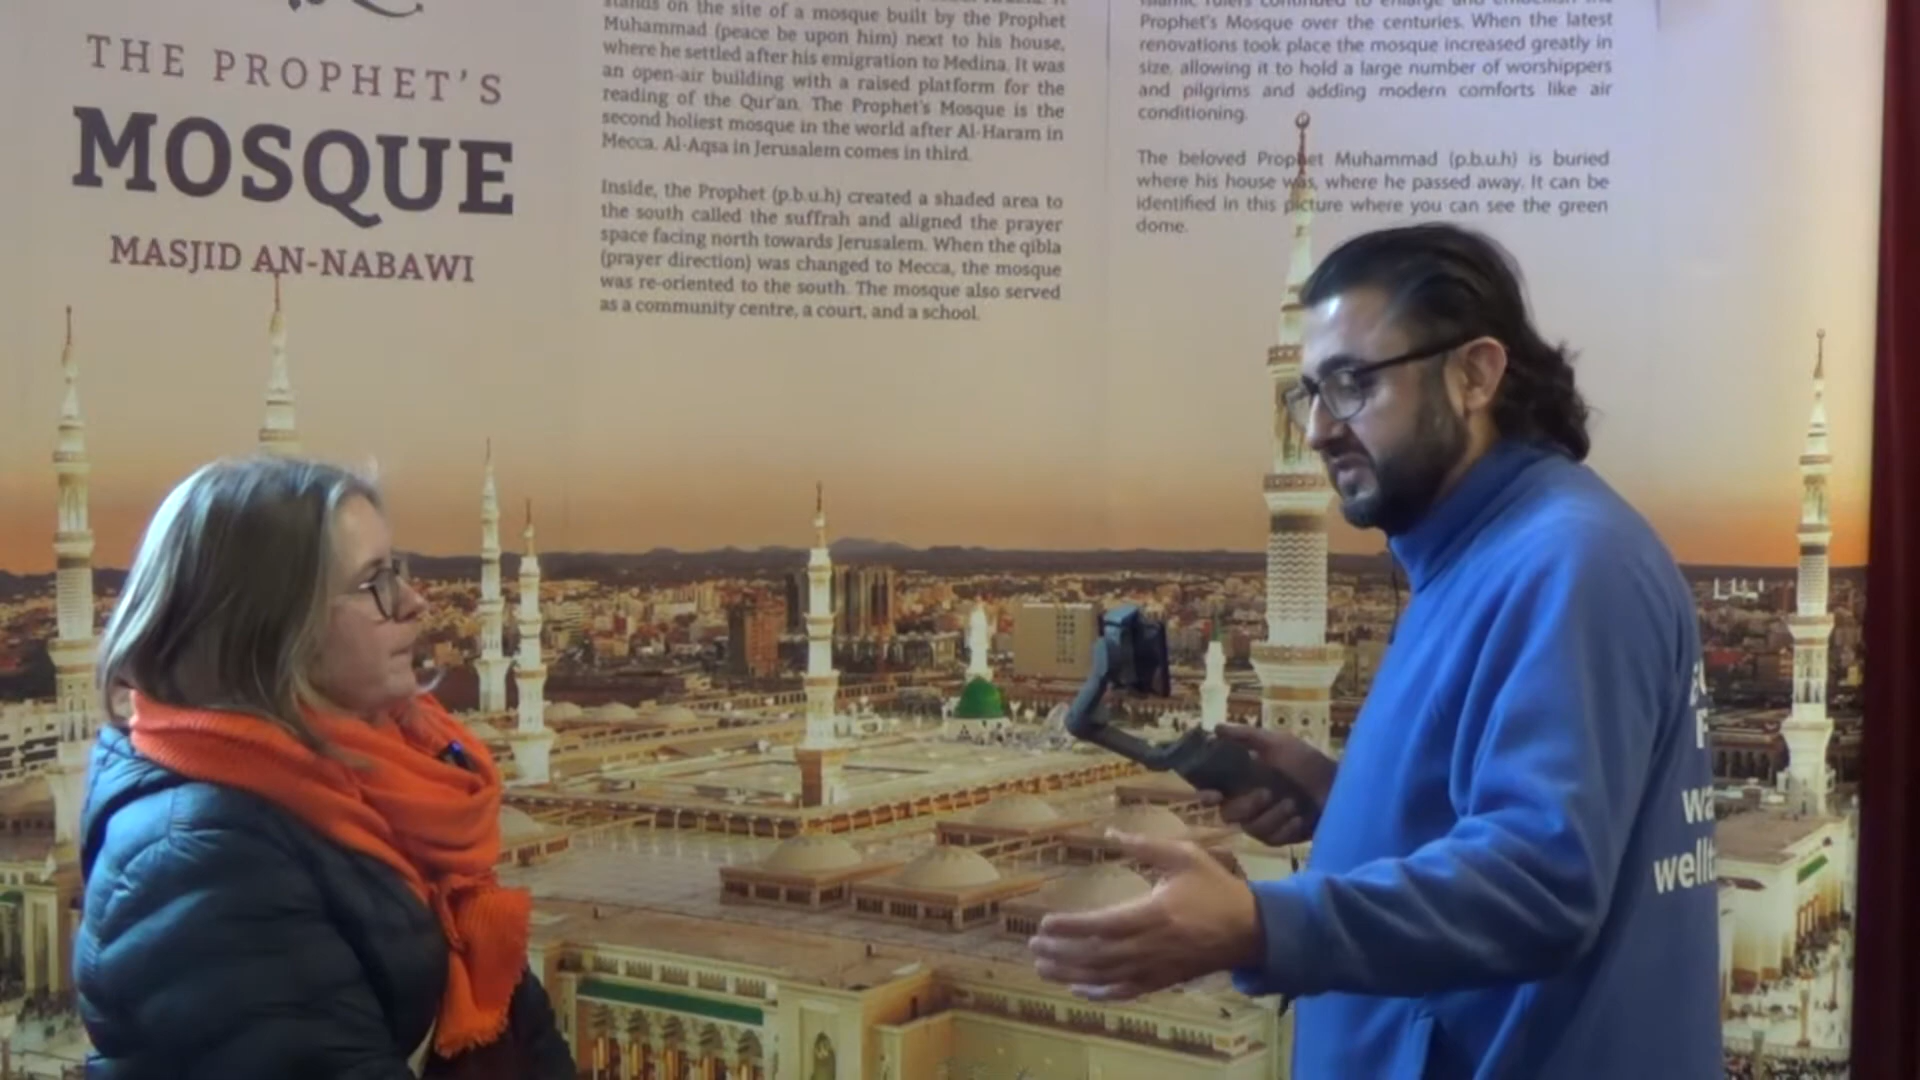 THE PROPHET'S
MOSQUE
MASJID AN-NABAWI
stands on the site of a mosque built by the Prophet
Muhammad (peace be upon him) next to his house,
where he settled after his emigration to Medina. It was
an open-air building with a raised platform for the
reading of the Qur'an. The Prophet's Mosque is the
second holiest mosque in the world after Al-Haram in
Mecca. Al-Aqsa in Jerusalem comes in third.
Inside, the Prophet (p.b.u.h) created a shaded area to
the south called the suffrah and aligned the prayer
space facing north towards Jerusalem. When the qibla
(prayer direction) was changed to Mecca, the mosque
was re-oriented to the south. The mosque also served
as a community centre, a court, and a school.
Islamic rulers continued to enlarge and embellish the
Prophet's Mosque over the centuries. When the latest
renovations took place the mosque increased greatly in
size, allowing it to hold a large number of worshippers
and pilgrims and adding modern comforts like air
conditioning.
The beloved Prophet Muhammad (p.b.u.h) is buried
where his house was, where he passed away. It can be
identified in this picture where you can see the green
dome.